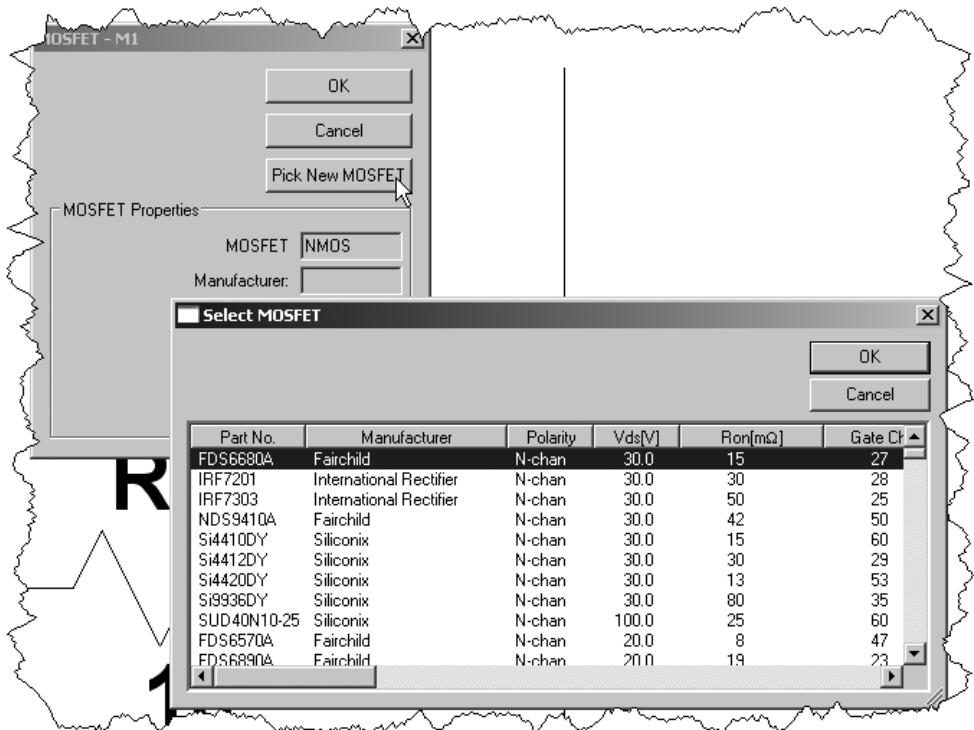 MOSFET - M1
OK
Cancel
Pick New MOSFET
MOSFET Properties
MOSFET NMOS
Manufacturer:
Select MOSFET
OK
Cancel
Part No. Manufacturer Polarity Vds[V] Ron[mΩ] Gate Ch
FDS6680A Fairchild N-chan 30.0 15 27
IRF7201 International Rectifier N-chan 30.0 30 28
IRF7303 International Rectifier N-chan 30.0 50 25
NDS9410A Fairchild N-chan 30.0 42 50
Si4410DY Siliconix N-chan 30.0 15 60
Si4412DY Siliconix N-chan 30.0 30 29
Si4420DY Siliconix N-chan 30.0 13 53
Si9936DY Siliconix N-chan 30.0 80 35
SUD40N10-25 Siliconix N-chan 100.0 25 60
FDS6570A Fairchild N-chan 20.0 8 47
FDS6890A Fairchild N-chan 20.0 19 23
R
1